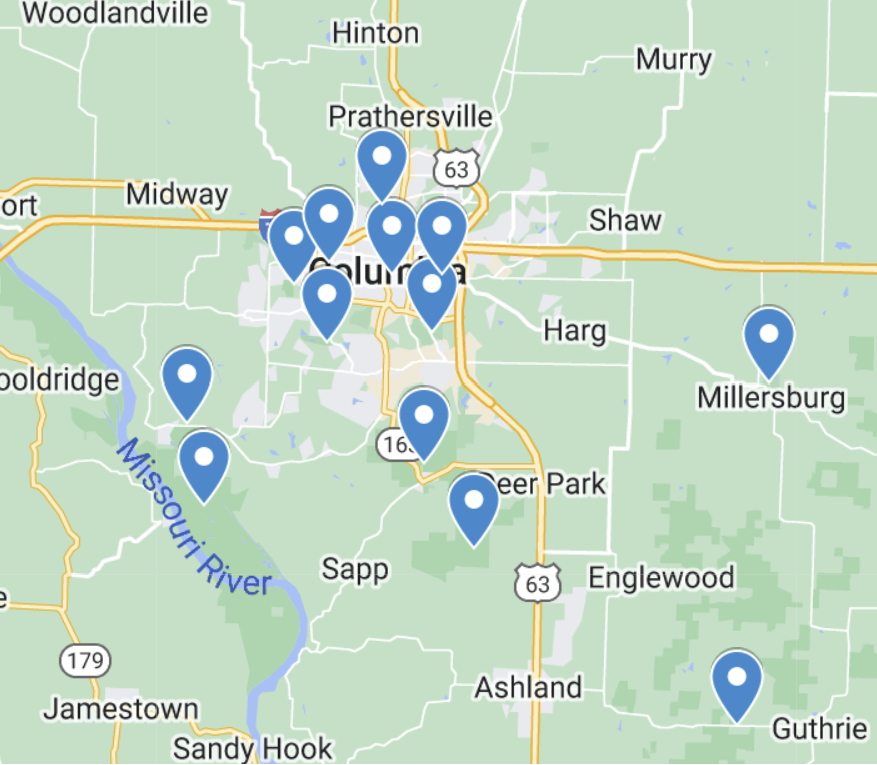 Woodlandville
Hinton
Murry
Prathersville
63
Midway
ort
Shaw
Columbia
Harg
ooldridge
Millersburg
163
Missouri River
Deer Park
Sapp
63
Englewood
e
179
Ashland
Jamestown
Guthrie
Sandy Hook